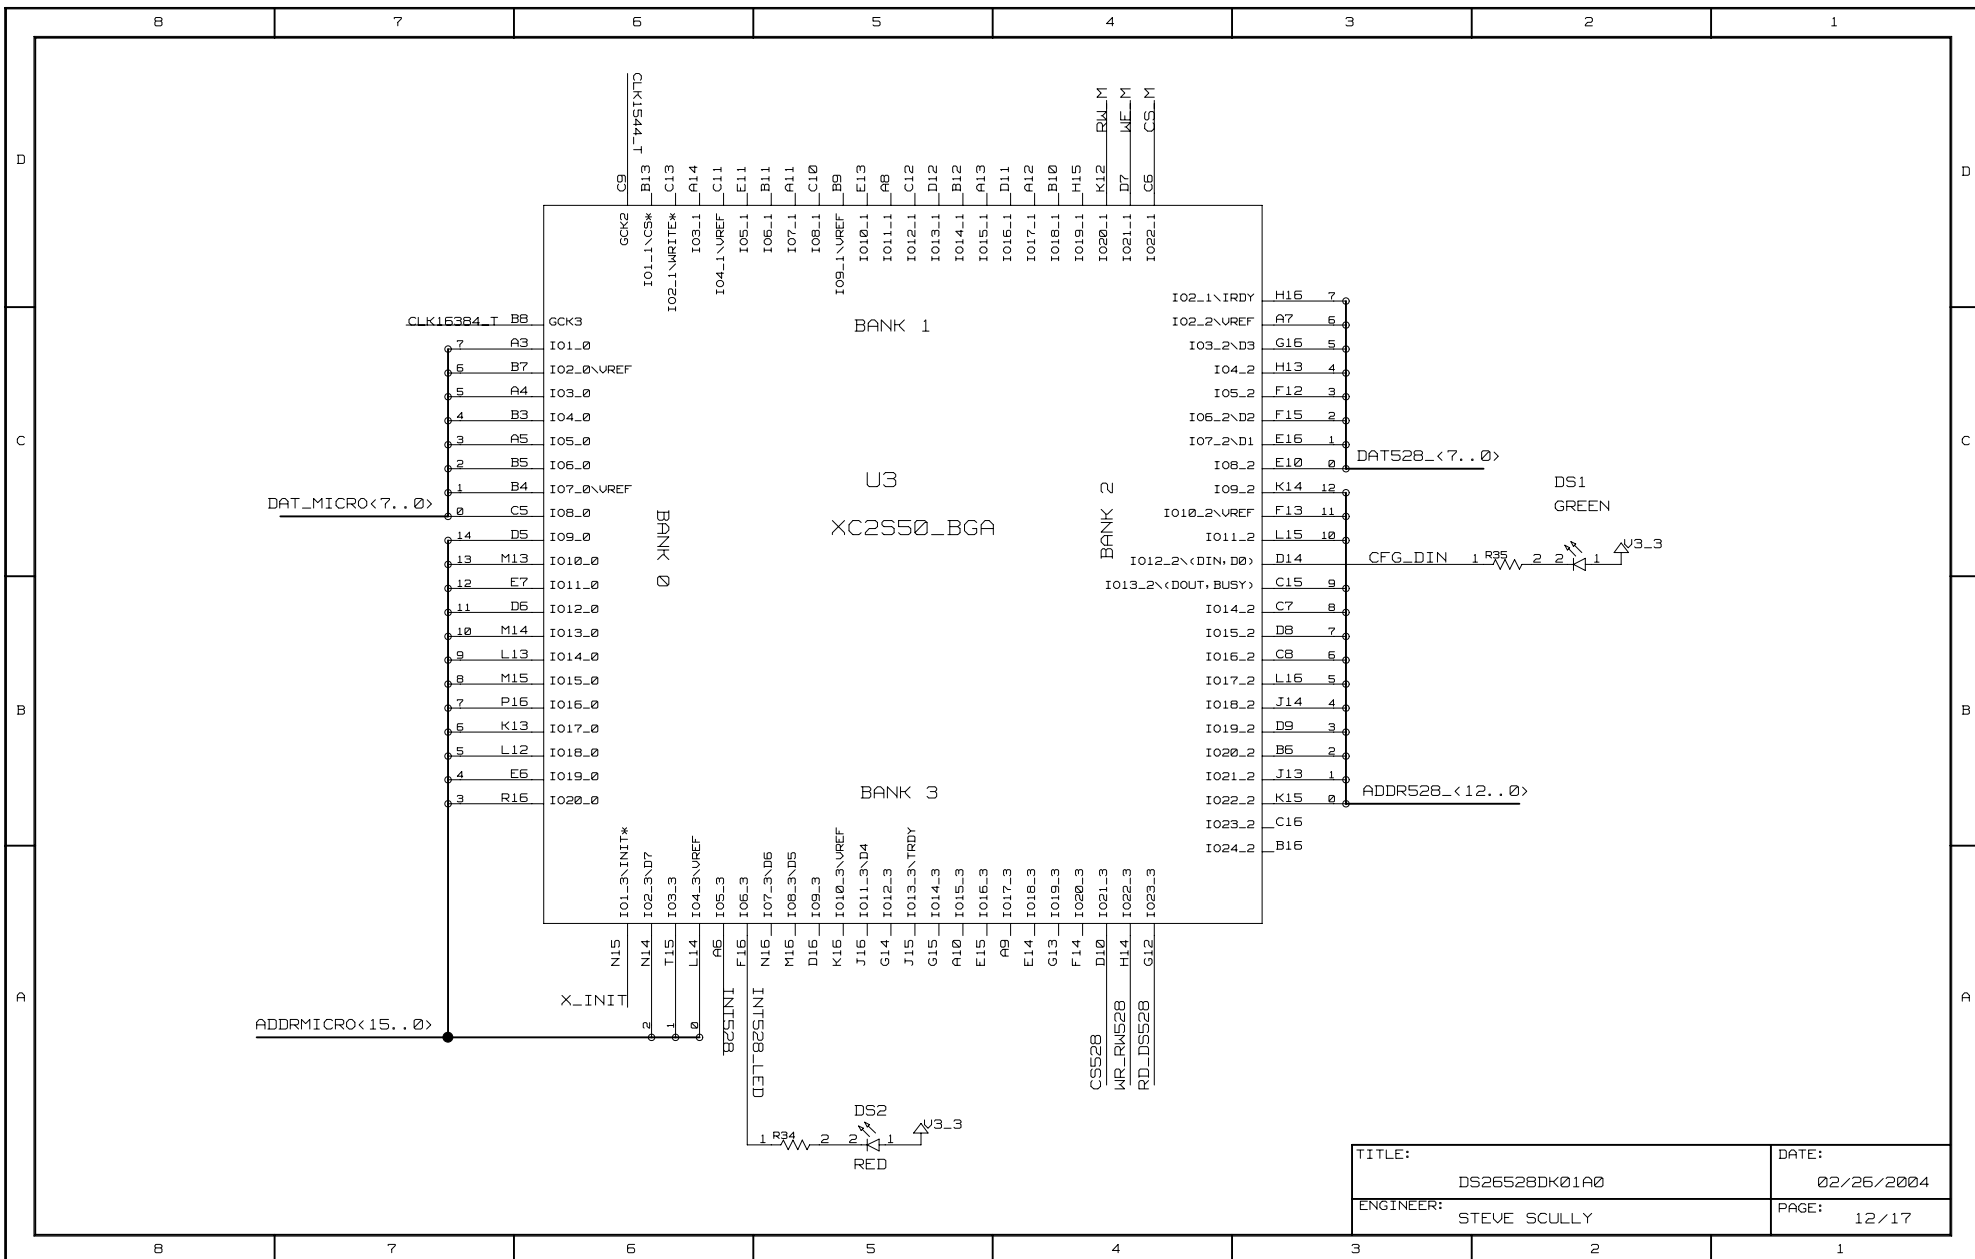 8 7 6 5 4 3 2 1
D
D
C
C
B
B
A
A
CLK1544_T
RW_M
WE_M
CS_M
C9 B13 C13 A14 C11 E11 B11 A11 C10 B9 E13 A8 C12 D12 B12 A13 D11 A12 B10 H15 K12 D7 C6
GCK2
IO1_1\CS*
IO2_1\WRITE*
IO3_1
IO4_1\VREF
IO5_1
IO6_1
IO7_1
IO8_1
IO9_1\VREF
IO10_1
IO11_1
IO12_1
IO13_1
IO14_1
IO15_1
IO16_1
IO17_1
IO18_1
IO19_1
IO20_1
IO21_1
IO22_1
BANK 1
CLK16384_T B8 GCK3
7 A3 IO1_0
6 B7 IO2_0\VREF
5 A4 IO3_0
4 B3 IO4_0
3 A5 IO5_0
2 B5 IO6_0
1 B4 IO7_0\VREF
DAT_MICRO<7..0>
0 C5 IO8_0
14 D5 IO9_0
13 M13 IO10_0
12 E7 IO11_0
11 D6 IO12_0
10 M14 IO13_0
9 L13 IO14_0
8 M15 IO15_0
7 P16 IO16_0
6 K13 IO17_0
5 L12 IO18_0
4 E6 IO19_0
3 R16 IO20_0
BANK 0
U3
XC2S50_BGA
BANK 2
IO2_1\IRDY H16 7
IO2_2\VREF A7 6
IO3_2\D3 G16 5
IO4_2 H13 4
IO5_2 F12 3
IO6_2\D2 F15 2
IO7_2\D1 E16 1
IO8_2 E10 0
DAT528_<7..0>
IO9_2 K14 12
IO10_2\VREF F13 11
IO11_2 L15 10
IO12_2\(DIN,D0) D14 CFG_DIN 1 R35 2 2 1 V3_3
DS1
GREEN
IO13_2\(DOUT,BUSY) C15 9
IO14_2 C7 8
IO15_2 D8 7
IO16_2 C8 6
IO17_2 L16 5
IO18_2 J14 4
IO19_2 D9 3
IO20_2 B6 2
IO21_2 J13 1
IO22_2 K15 0
ADDR528_<12..0>
IO23_2 C16
IO24_2 B16
BANK 3
IO1_3\INIT*
IO2_3\D7
IO3_3
IO4_3\VREF
IO5_3
IO6_3
IO7_3\D6
IO8_3\D5
IO9_3
IO10_3\VREF
IO11_3\D4
IO12_3
IO13_3\TRDY
IO14_3
IO15_3
IO16_3
IO17_3
IO18_3
IO19_3
IO20_3
IO21_3
IO22_3
IO23_3
N15 N14 T15 L14 A6 F16 N16 M16 D16 K16 J16 G14 J15 G15 A10 E15 A9 E14 G13 F14 D10 H14 G12
X_INIT
2 1 0
ADDRMICRO<15..0>
INT528
INT528_LED
CS528
WR_RW528
RD_DS528
DS2
1 R34 2 2 1 V3_3
RED
TITLE:
DS26528DK01A0
DATE:
02/26/2004
ENGINEER:
STEVE SCULLY
PAGE:
12/17
8 7 6 5 4 3 2 1